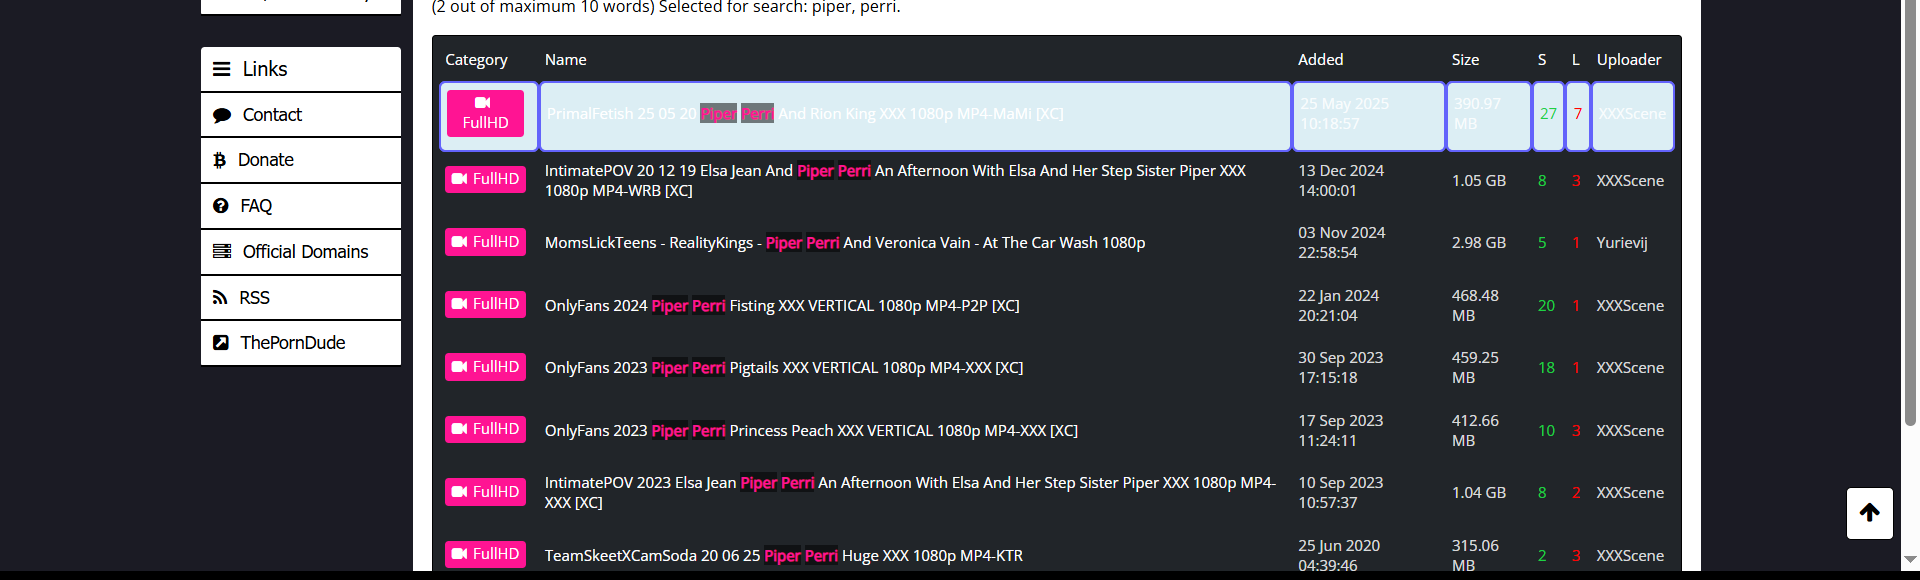 (2 out of maximum 10 words) Selected for search: piper, perri.
Links
Contact
Donate
FAQ
Official Domains
RSS
ThePornDude
Category Name Added Size S L Uploader
FullHD PrimalFetish 25 05 20 Piper Perri And Rion King XXX 1080p MP4-MaMi [XC] 25 May 2025 10:18:57 390.97 MB 27 7 XXXScene
FullHD IntimatePOV 20 12 19 Elsa Jean And Piper Perri An Afternoon With Elsa And Her Step Sister Piper XXX 1080p MP4-WRB [XC] 13 Dec 2024 14:00:01 1.05 GB 8 3 XXXScene
FullHD MomsLickTeens - RealityKings - Piper Perri And Veronica Vain - At The Car Wash 1080p 03 Nov 2024 22:58:54 2.98 GB 5 1 Yurievij
FullHD OnlyFans 2024 Piper Perri Fisting XXX VERTICAL 1080p MP4-P2P [XC] 22 Jan 2024 20:21:04 468.48 MB 20 1 XXXScene
FullHD OnlyFans 2023 Piper Perri Pigtails XXX VERTICAL 1080p MP4-XXX [XC] 30 Sep 2023 17:15:18 459.25 MB 18 1 XXXScene
FullHD OnlyFans 2023 Piper Perri Princess Peach XXX VERTICAL 1080p MP4-XXX [XC] 17 Sep 2023 11:24:11 412.66 MB 10 3 XXXScene
FullHD IntimatePOV 2023 Elsa Jean Piper Perri An Afternoon With Elsa And Her Step Sister Piper XXX 1080p MP4-XXX [XC] 10 Sep 2023 10:57:37 1.04 GB 8 2 XXXScene
FullHD TeamSkeetXCamSoda 20 06 25 Piper Perri Huge XXX 1080p MP4-KTR 25 Jun 2020 04:39:46 315.06 MB 2 3 XXXScene